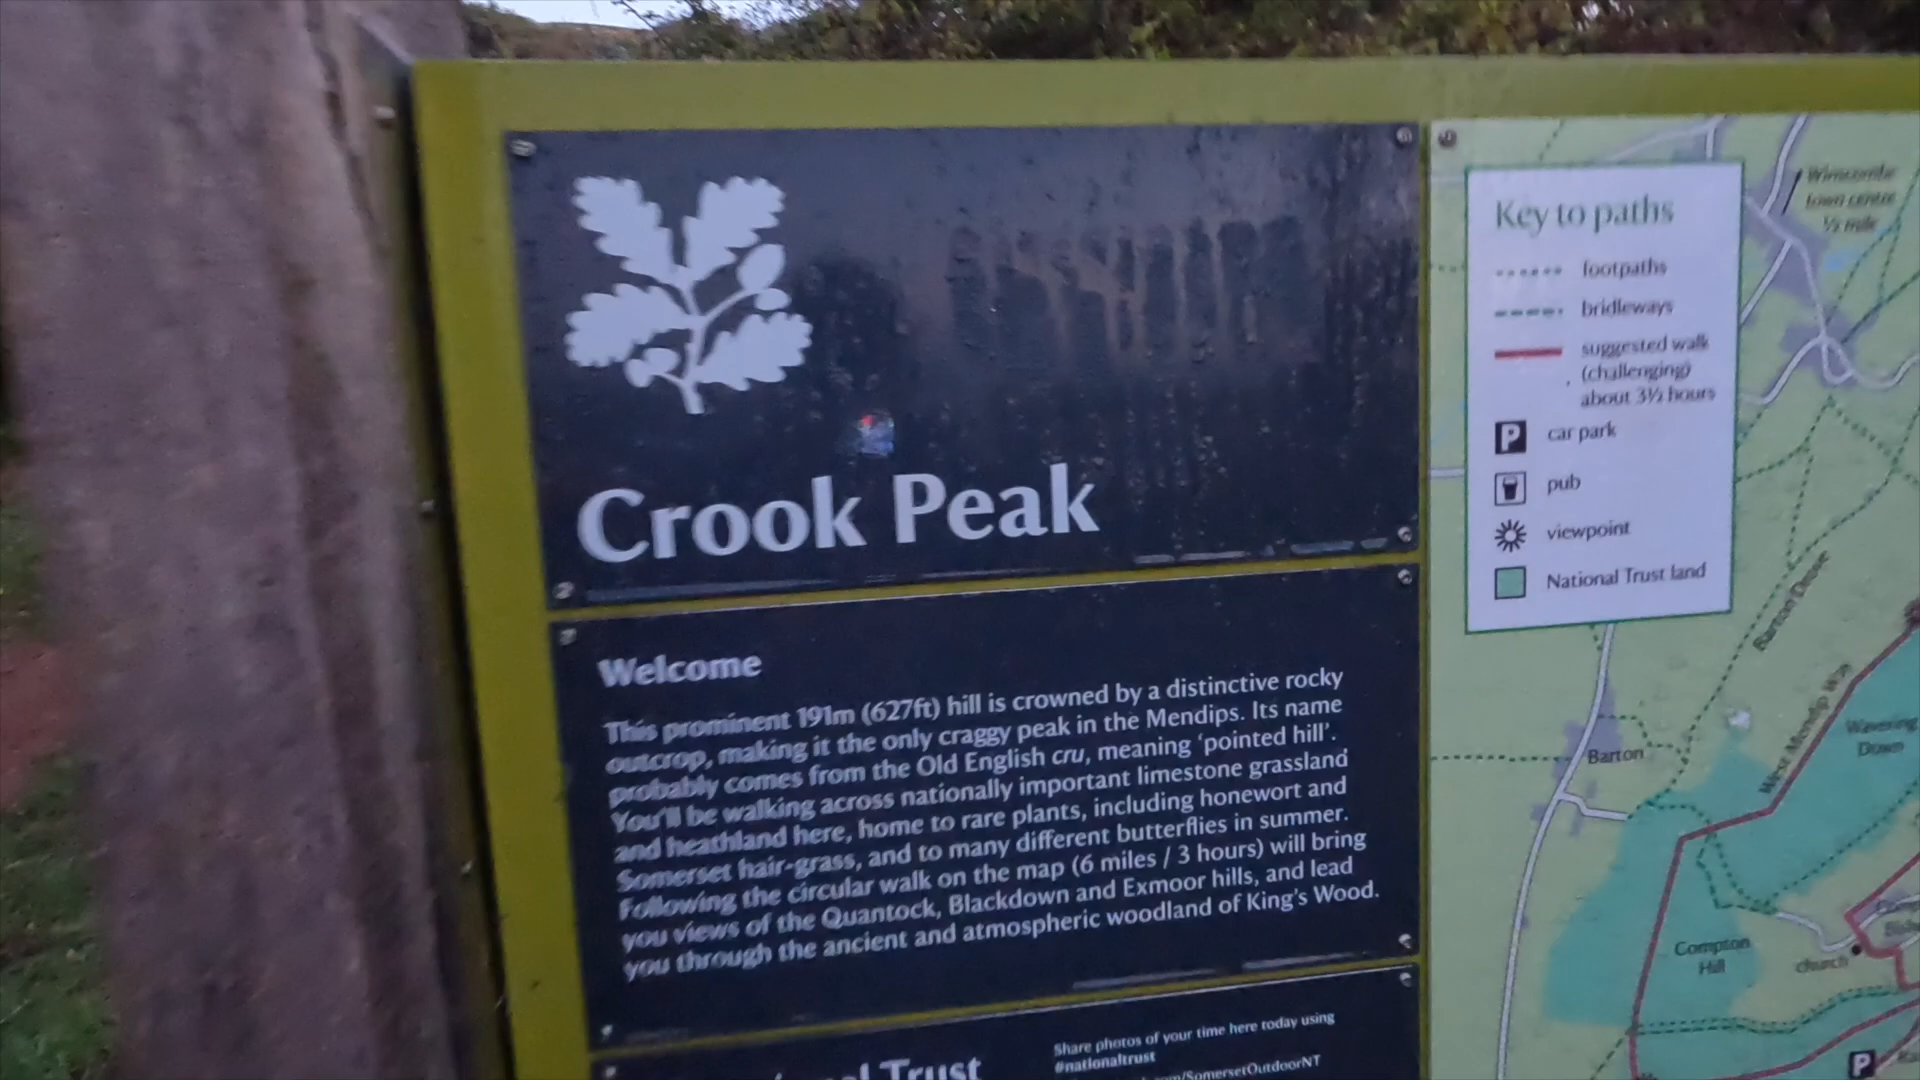 Crook Peak
Welcome
This prominent 191m (627ft) hill is crowned by a distinctive rocky
outcrop, making it the only craggy peak in the Mendips. Its name
probably comes from the Old English cru, meaning ‘pointed hill’.
You'll be walking across nationally important limestone grassland
and heathland here, home to rare plants, including honewort and
Somerset hair-grass, and to many different butterflies in summer.
Following the circular walk on the map (6 miles / 3 hours) will bring
you views of the Quantock, Blackdown and Exmoor hills, and lead
you through the ancient and atmospheric woodland of King's Wood.
Trust
Share photos of your time here today using
#nationaltrust
/SomersetOutdoorNT
Key to paths
footpaths
bridleways
suggested walk
(challenging)
about 3½ hours
P car park
pub
viewpoint
National Trust land
Winscombe
town centre
½ mile
Barton Drove
West Mendip Way
Wavering
Down
Barton
Compton
Hill
church
P